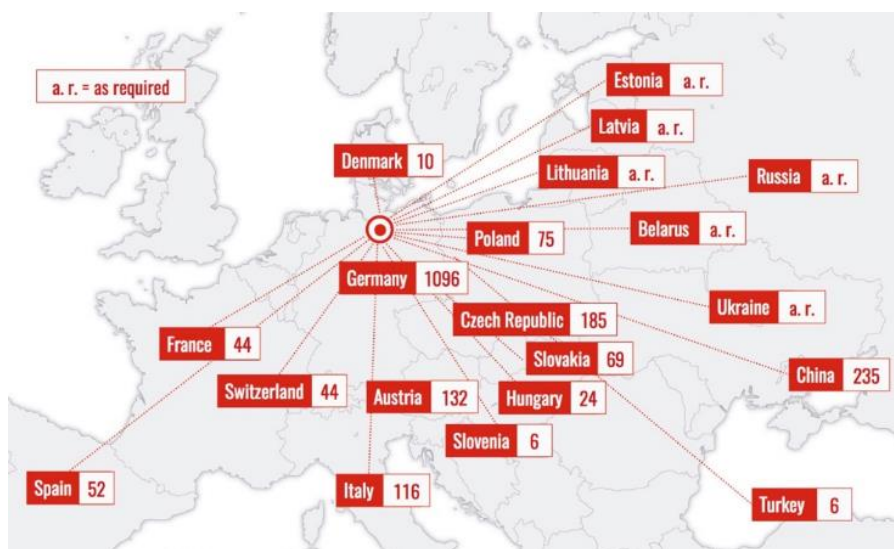 a. r. = as required
Estonia a. r.
Latvia a. r.
Denmark 10
Lithuania a. r.
Russia a. r.
Belarus a. r.
Poland 75
Germany 1096
Ukraine a. r.
Czech Republic 185
France 44
Slovakia 69
China 235
Switzerland 44
Austria 132
Hungary 24
Slovenia 6
Spain 52
Italy 116
Turkey 6